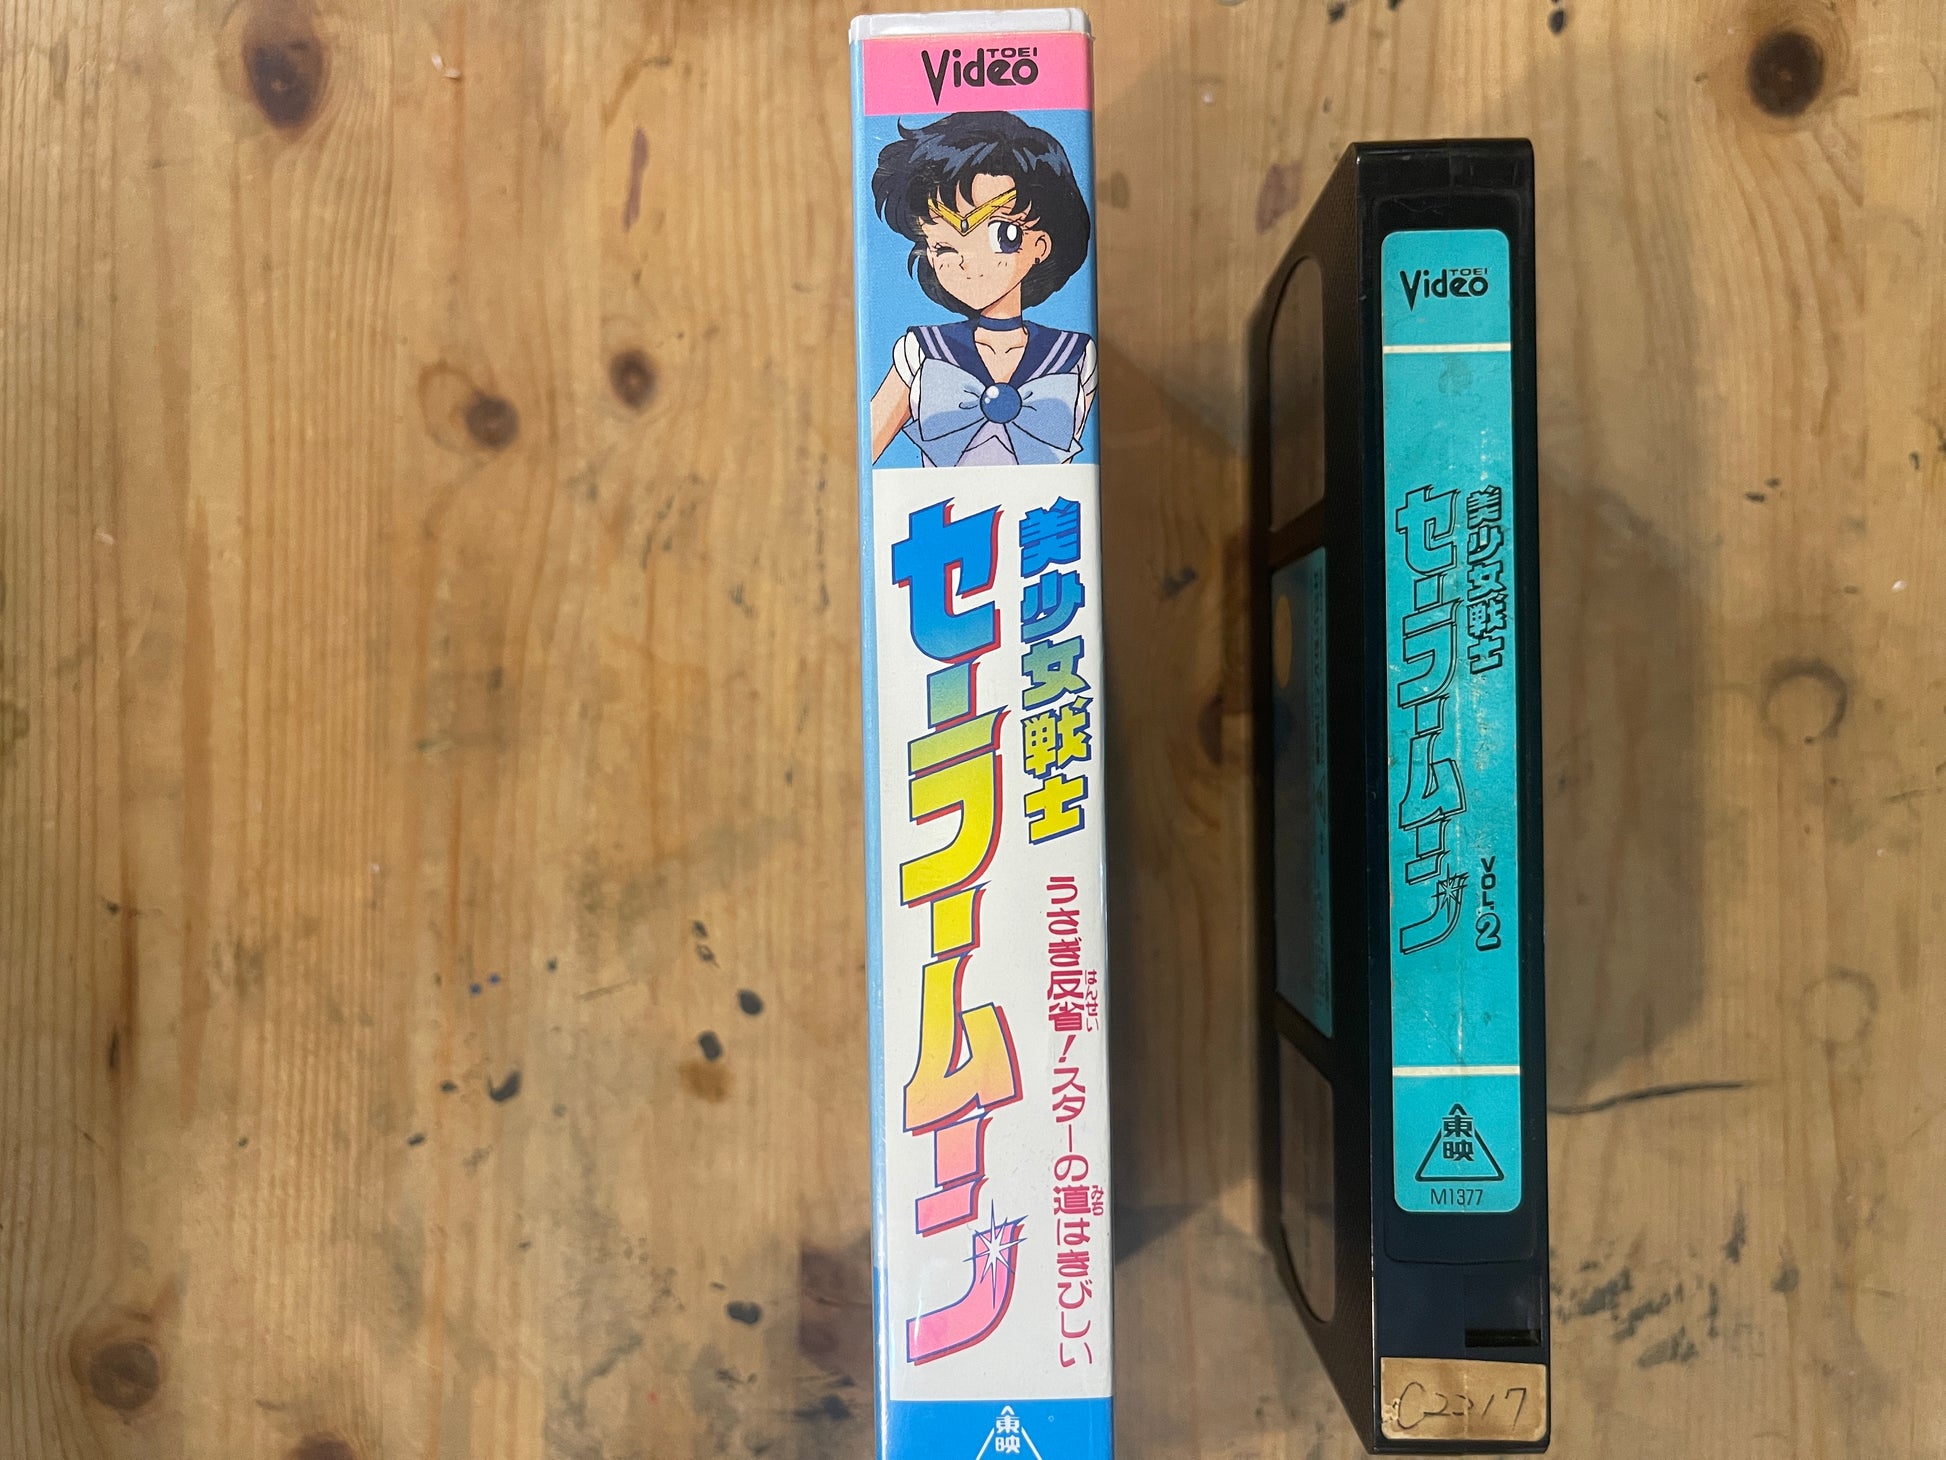 TOEI
Video
美少女戦士
セーラームーン
うさぎ反省!スターの道はきびしい
はんせい
みち
東映
TOEI
Video
美少女戦士
セーラームーン
VOL.2
東映
M1377
C2217